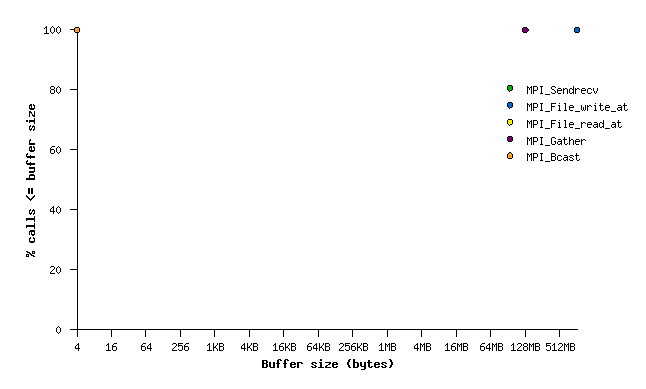 100
80
60
40
20
0
% calls <= buffer size
MPI_Sendrecv
MPI_File_write_at
MPI_File_read_at
MPI_Gather
MPI_Bcast
4 16 64 256 1KB 4KB 16KB 64KB 256KB 1MB 4MB 16MB 64MB 128MB 512MB
Buffer size (bytes)